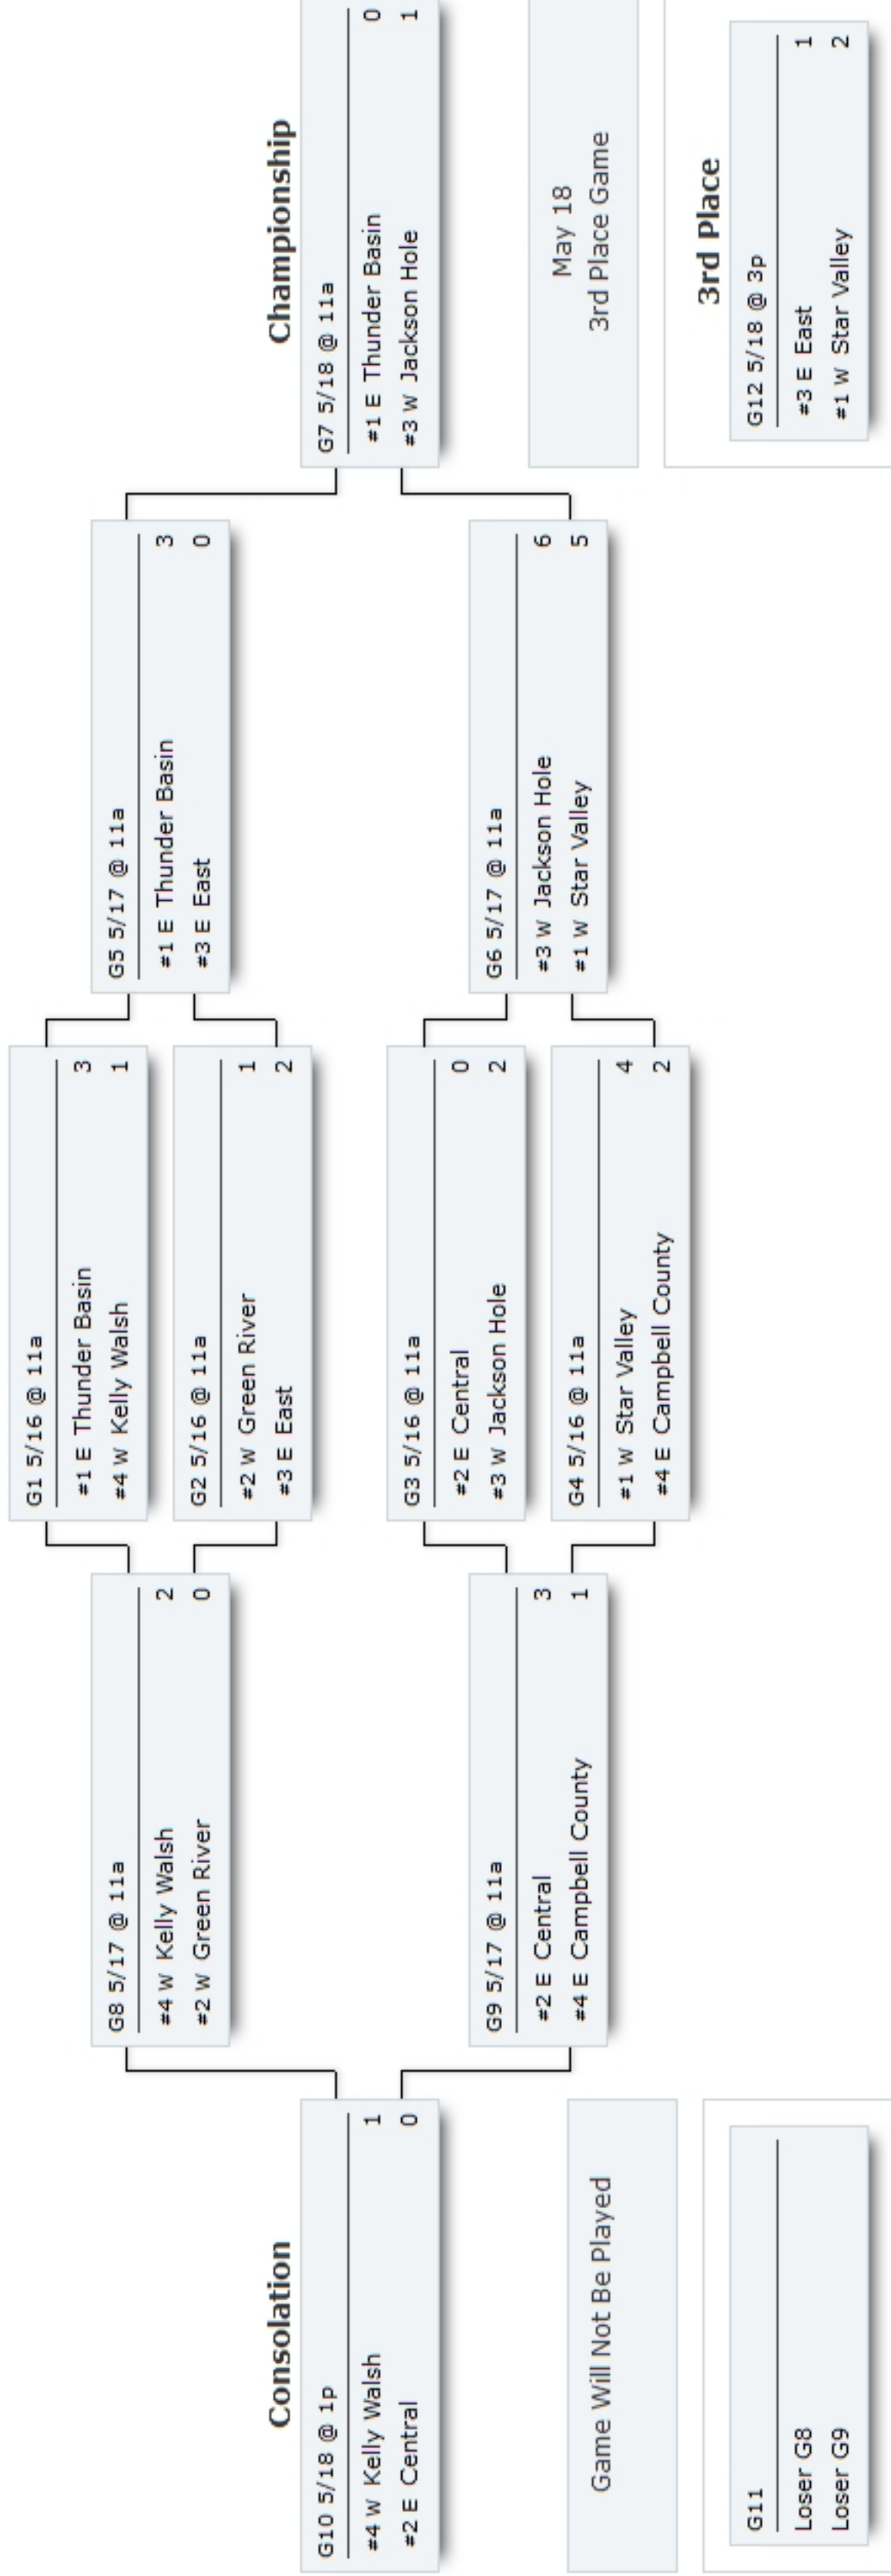 Consolation
G10 5/18 @ 1p
#4 W Kelly Walsh 1
#2 E Central 0
Game Will Not Be Played
G11
Loser G8
Loser G9
G8 5/17 @ 11a
#4 W Kelly Walsh 2
#2 W Green River 0
G9 5/17 @ 11a
#2 E Central 3
#4 E Campbell County 1
G1 5/16 @ 11a
#1 E Thunder Basin 3
#4 W Kelly Walsh 1
G2 5/16 @ 11a
#2 W Green River 1
#3 E East 2
G3 5/16 @ 11a
#2 E Central 0
#3 W Jackson Hole 2
G4 5/16 @ 11a
#1 W Star Valley 4
#4 E Campbell County 2
G5 5/17 @ 11a
#1 E Thunder Basin 3
#3 E East 0
G6 5/17 @ 11a
#3 W Jackson Hole 6
#1 W Star Valley 5
Championship
G7 5/18 @ 11a
#1 E Thunder Basin 0
#3 W Jackson Hole 1
May 18
3rd Place Game
3rd Place
G12 5/18 @ 3p
#3 E East 1
#1 W Star Valley 2